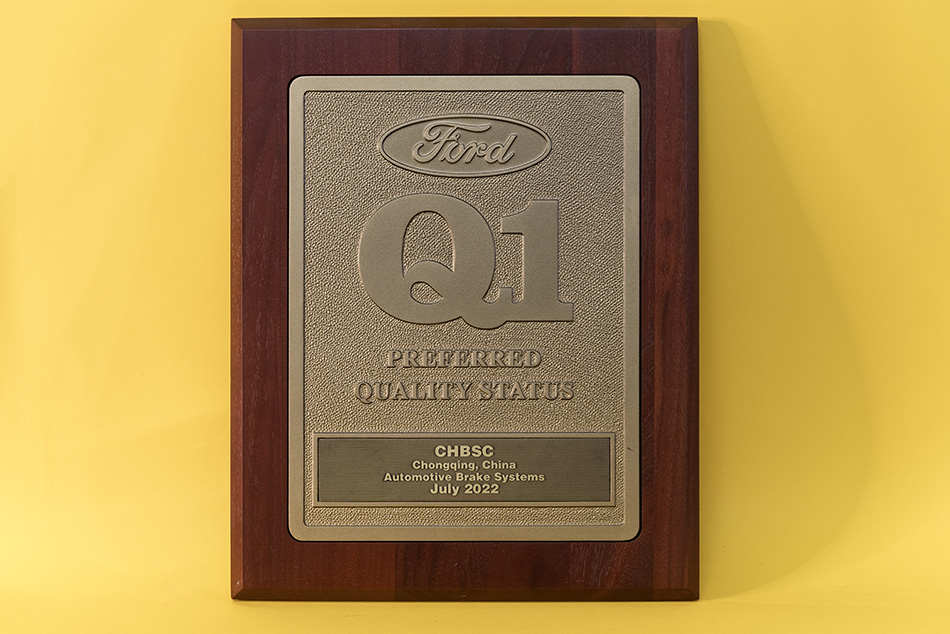 Ford
Q1
PREFERRED
QUALITY STATUS
CHBSC
Chongqing, China
Automotive Brake Systems
July 2022